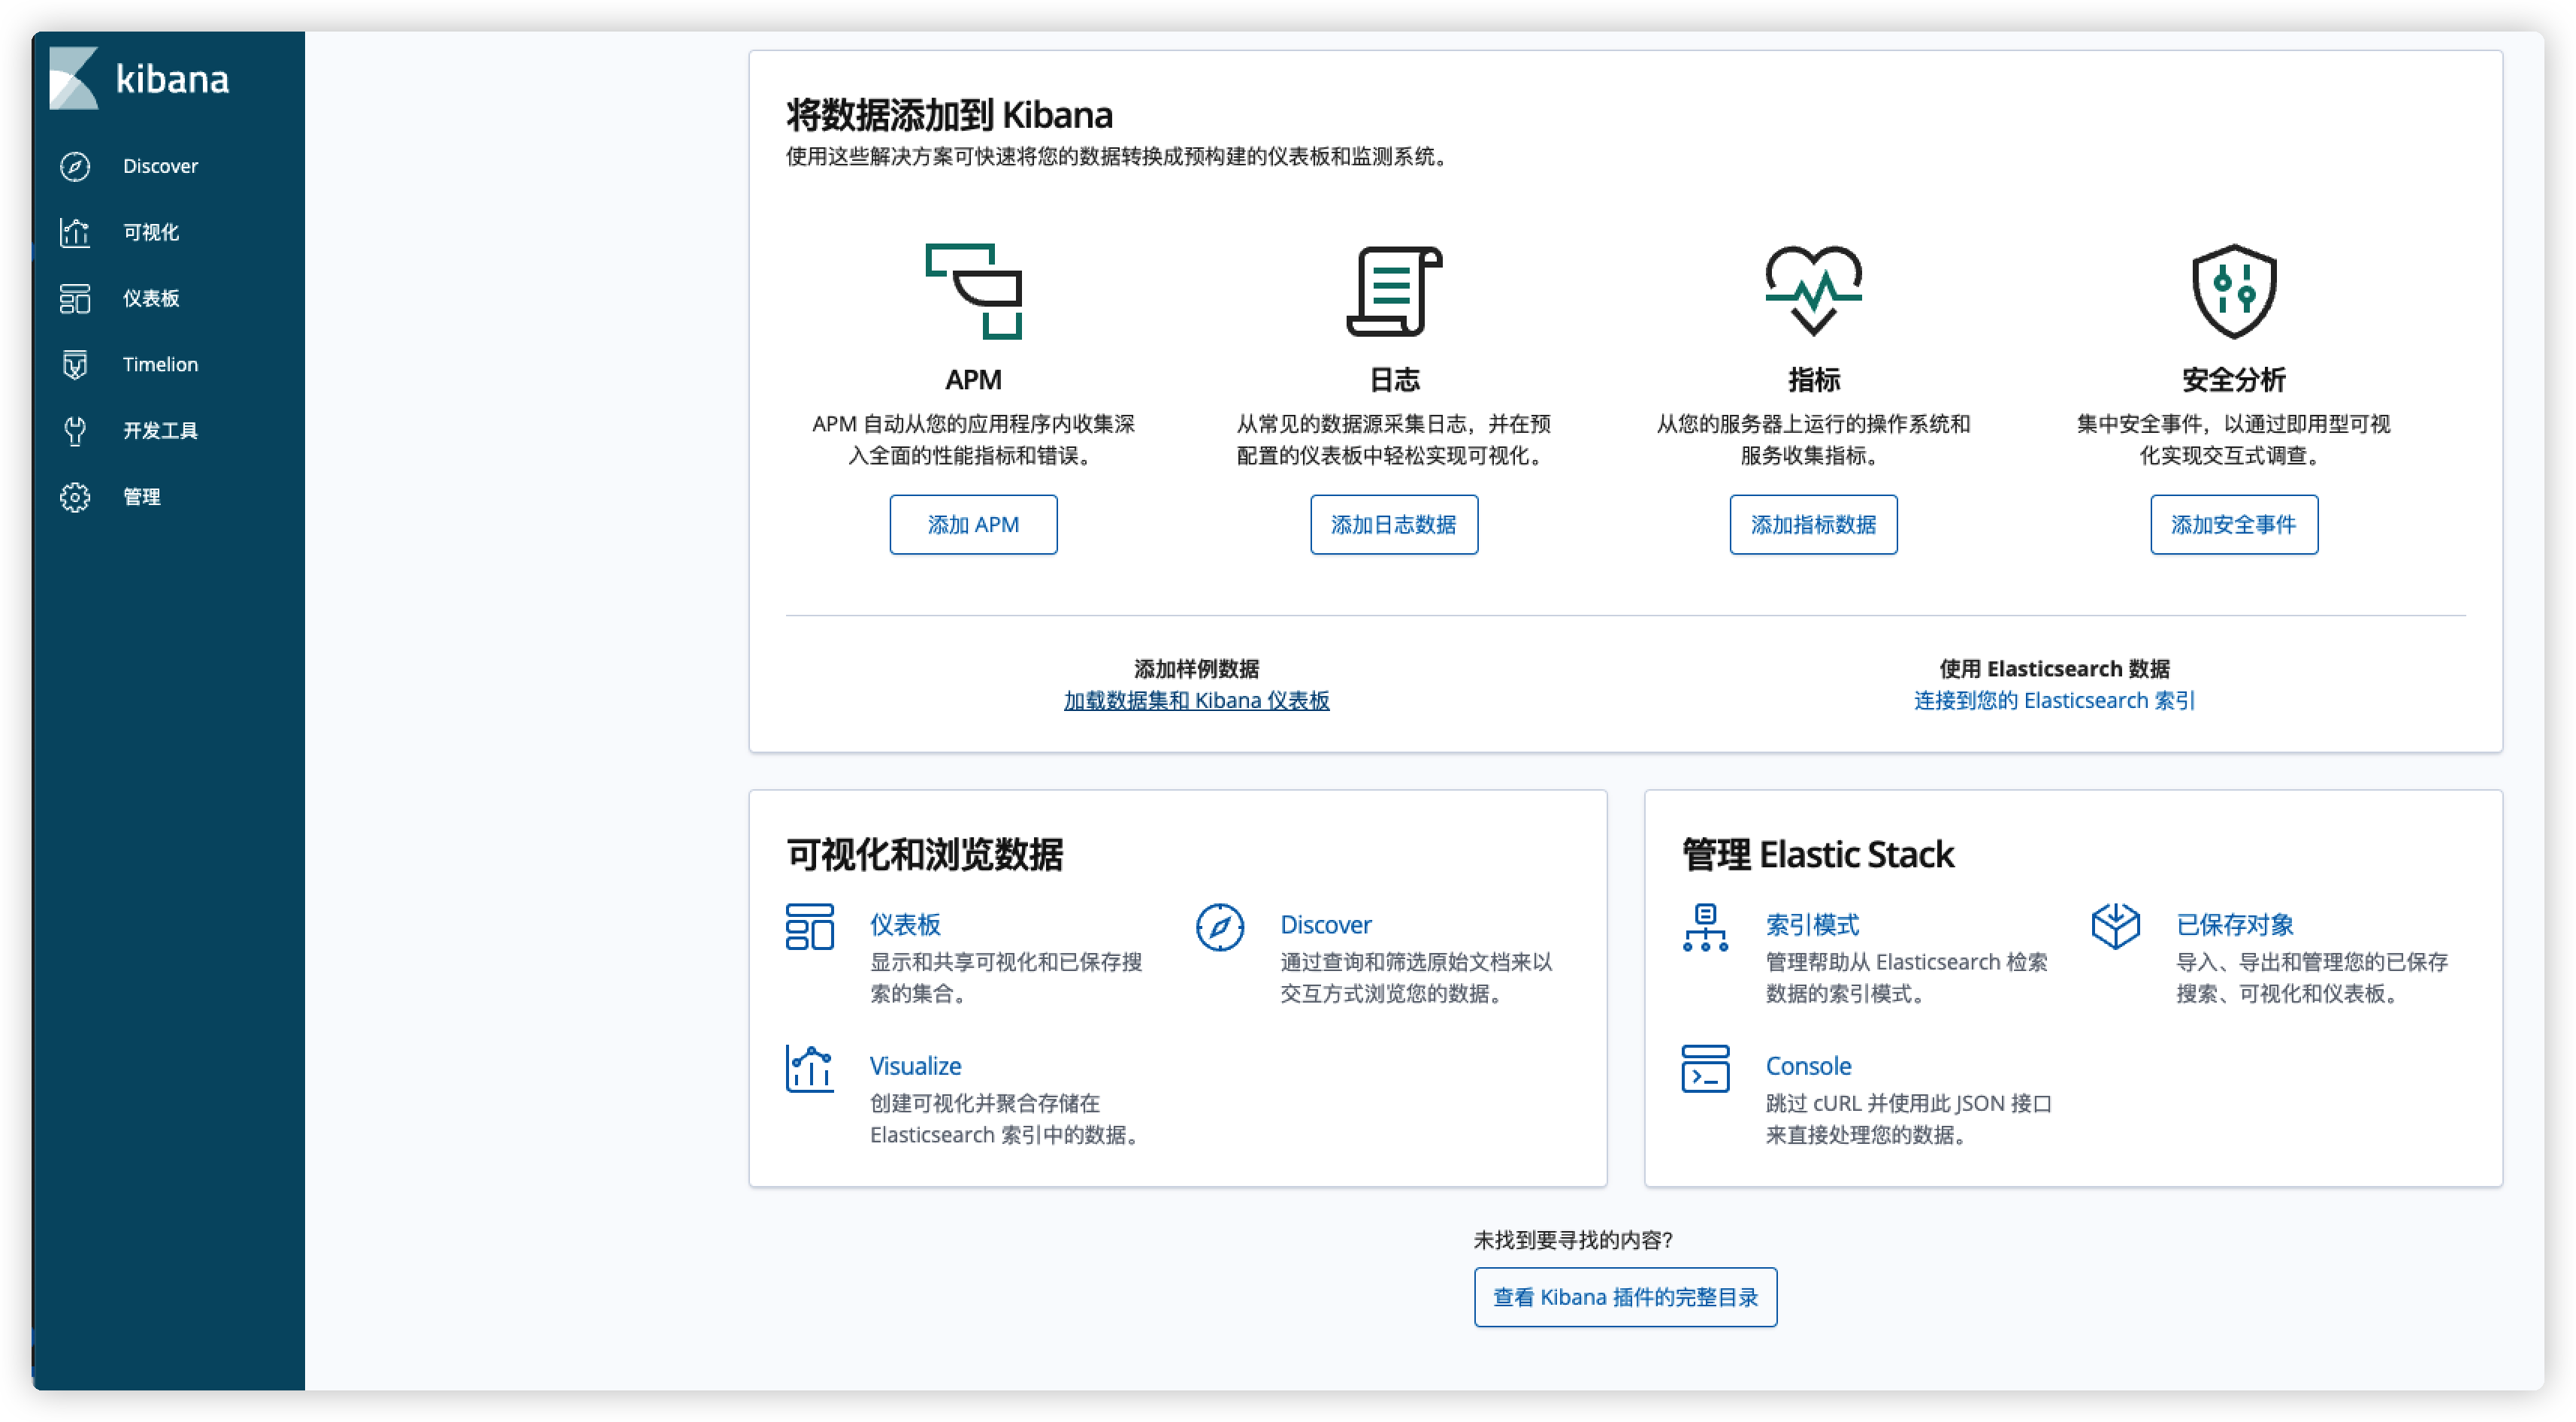 kibana
Discover
可视化
仪表板
Timelion
开发工具
管理
将数据添加到 Kibana
使用这些解决方案可快速将您的数据转换成预构建的仪表板和监测系统。
APM
APM 自动从您的应用程序内收集深
入全面的性能指标和错误。
添加 APM
日志
从常见的数据源采集日志，并在预
配置的仪表板中轻松实现可视化。
添加日志数据
指标
从您的服务器上运行的操作系统和
服务收集指标。
添加指标数据
安全分析
集中安全事件，以通过即用型可视
化实现交互式调查。
添加安全事件
添加样例数据
加载数据集和 Kibana 仪表板
使用 Elasticsearch 数据
连接到您的 Elasticsearch 索引
可视化和浏览数据
仪表板
显示和共享可视化和已保存搜
索的集合。
Discover
通过查询和筛选原始文档来以
交互方式浏览您的数据。
Visualize
创建可视化并聚合存储在
Elasticsearch 索引中的数据。
管理 Elastic Stack
索引模式
管理帮助从 Elasticsearch 检索
数据的索引模式。
已保存对象
导入、导出和管理您的已保存
搜索、可视化和仪表板。
Console
跳过 cURL 并使用此 JSON 接口
来直接处理您的数据。
未找到要寻找的内容？
查看 Kibana 插件的完整目录